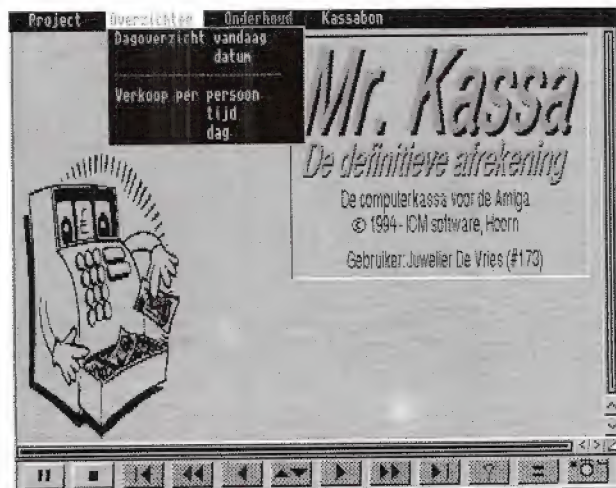 Project Overzichten Onderhoud Kassabon
Dagoverzicht vandaag
datum
Verkoop per persoon
tijd
dag
Mr. Kassa
De definitieve afrekening
De computerkassa voor de Amiga
© 1994 - ICM software, Hoorn
Gebruiker: Juwelier De Vries (#173)